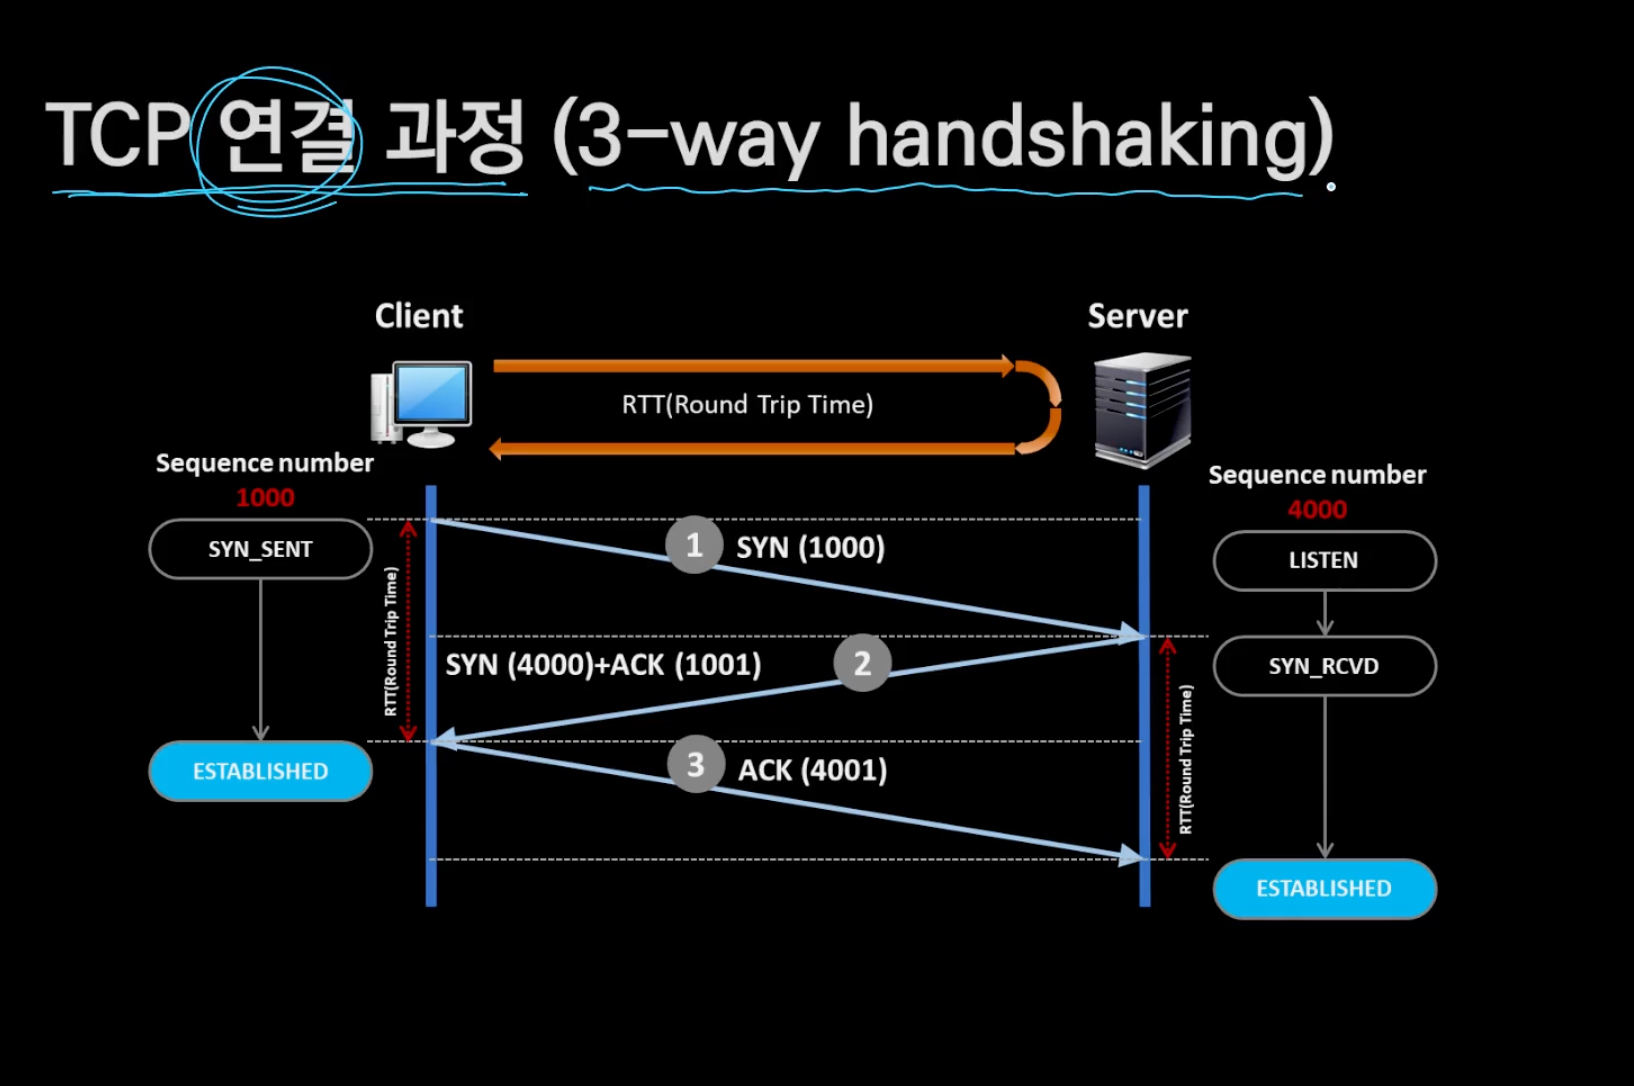 TCP 연결 과정 (3-way handshaking)
Client
Server
RTT(Round Trip Time)
Sequence number
1000
Sequence number
4000
SYN_SENT
1
SYN (1000)
LISTEN
RTT(Round Trip Time)
SYN (4000)+ACK (1001)
2
SYN_RCVD
ESTABLISHED
3
ACK (4001)
RTT(Round Trip Time)
ESTABLISHED